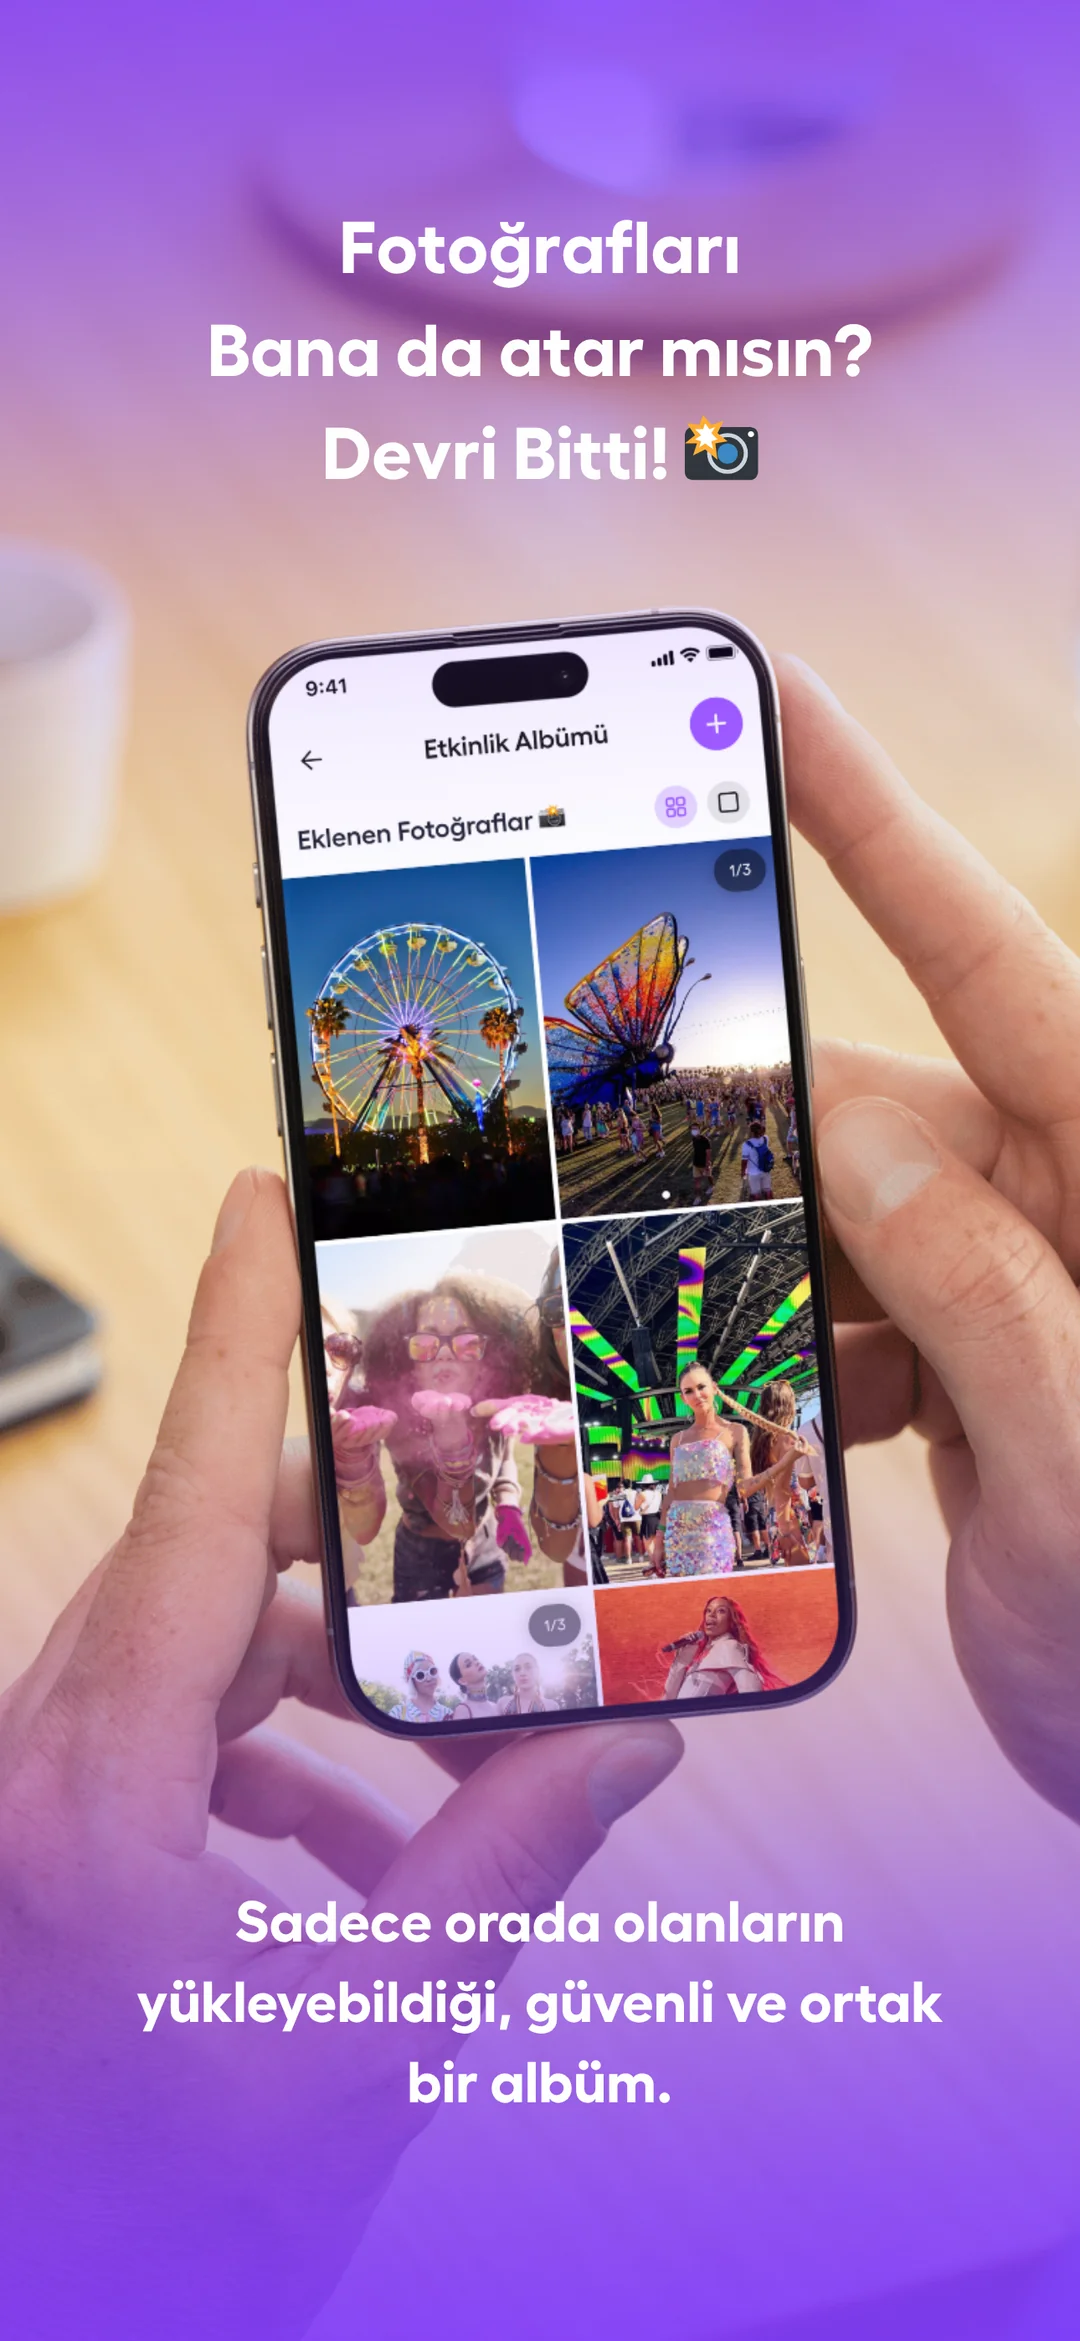 Fotoğrafları
Bana da atar mısın?
Devri Bitti! 📸
9:41
Etkinlik Albümü
Eklenen Fotoğraflar 📸
1/3
1/3
Sadece orada olanların
yükleyebildiği, güvenli ve ortak
bir albüm.